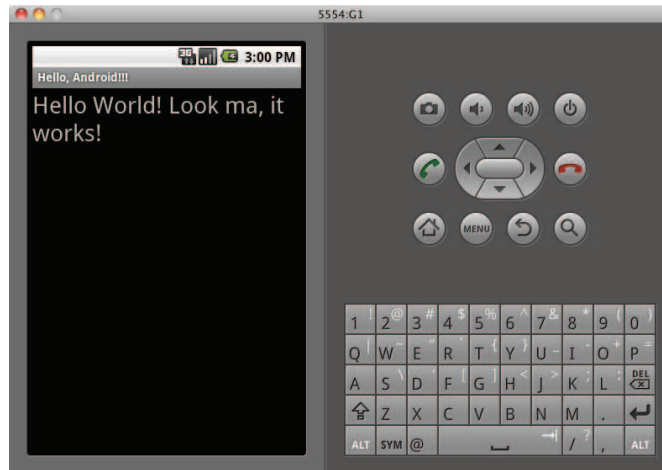 5554:G1
3G 3:00 PM
Hello, Android!!!
Hello World! Look ma, it
works!
MENU
1 ! 2 @ 3 # 4 $ 5 % 6 ^ 7 & 8 * 9 ( 0 )
Q | W ~ E " R ` T { Y } U _ I - O + P =
A S \ D ' F [ G ] H < J > K ; L : DEL
Z X C V B N M .
ALT SYM @ / ? , ALT